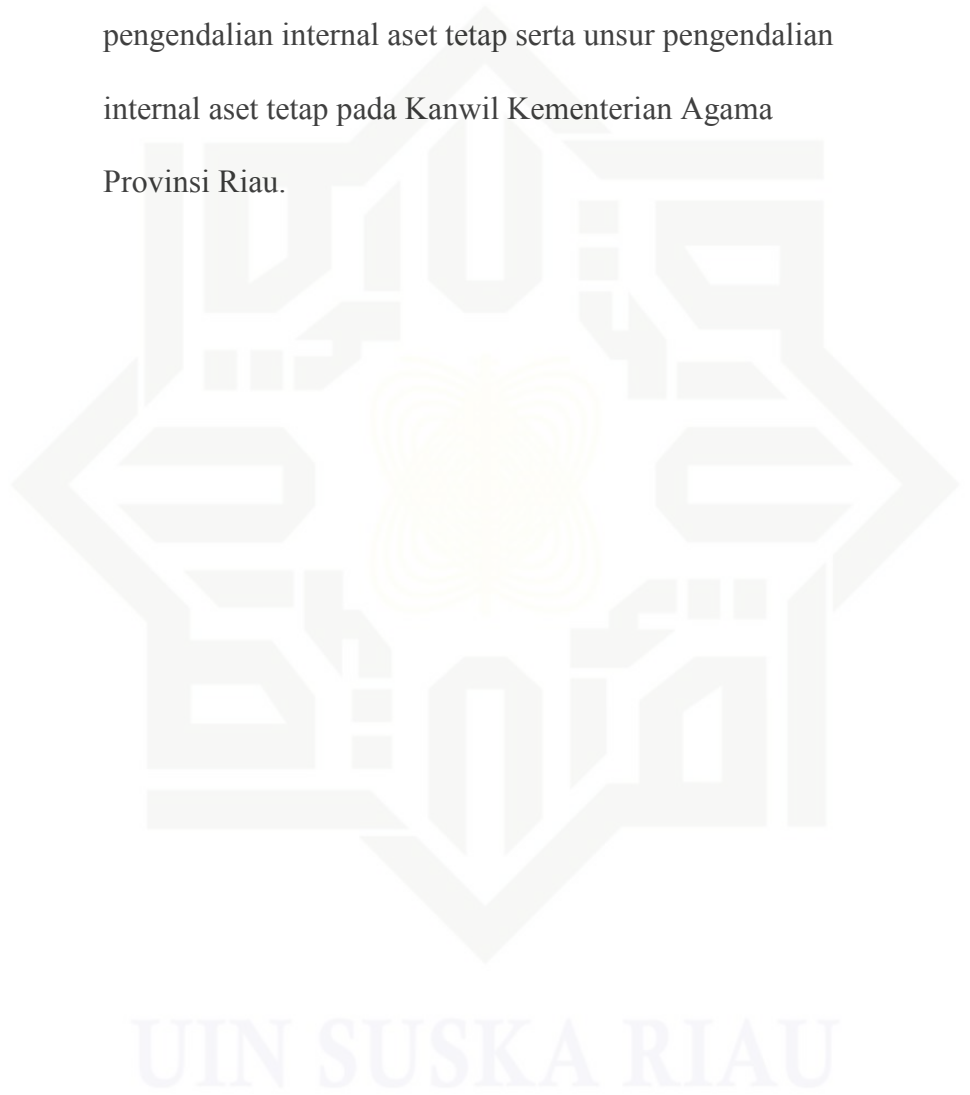 pengendalian internal aset tetap serta unsur pengendalian
internal aset tetap pada Kanwil Kementerian Agama
Provinsi Riau.
UIN SUSKA RIAU